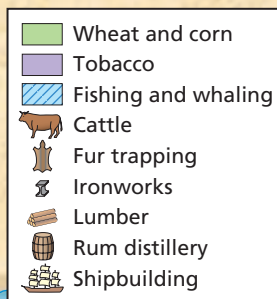 Wheat and corn
Tobacco
Fishing and whaling
Cattle
Fur trapping
Ironworks
Lumber
Rum distillery
Shipbuilding